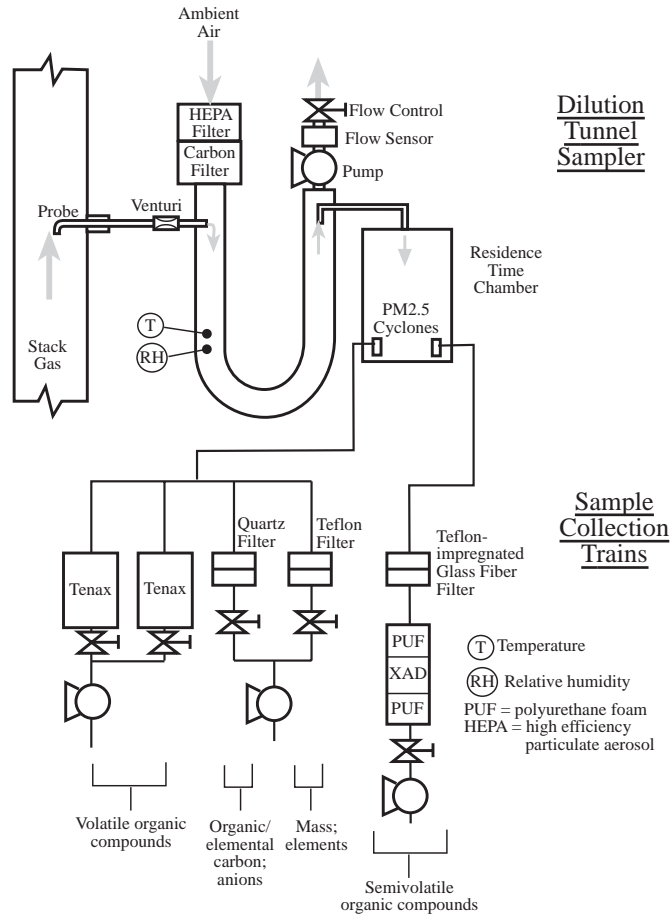 Ambient
Air
HEPA
Filter
Carbon
Filter
Flow Control
Flow Sensor
Pump
Dilution
Tunnel
Sampler
Probe
Venturi
Residence
Time
Chamber
PM2.5
Cyclones
T
RH
Stack
Gas
Quartz
Filter
Teflon
Filter
Tenax
Tenax
Teflon-
impregnated
Glass Fiber
Filter
Sample
Collection
Trains
PUF
XAD
PUF
T Temperature
RH Relative humidity
PUF = polyurethane foam
HEPA = high efficiency
particulate aerosol
Volatile organic
compounds
Organic/
elemental
carbon;
anions
Mass;
elements
Semivolatile
organic compounds